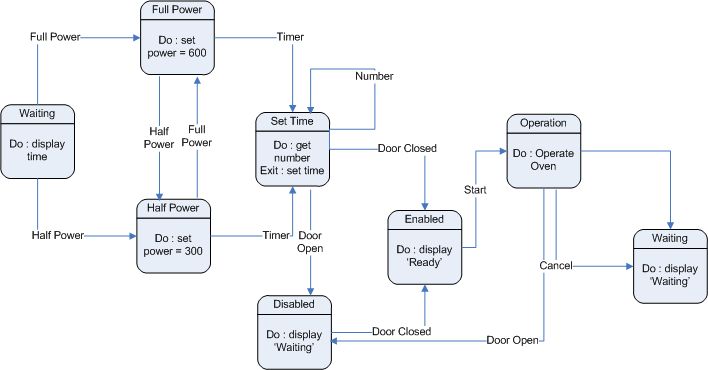 Full Power
Do : set
power = 600
Full Power
Timer
Number
Waiting
Do : display
time
Half
Power
Full
Power
Set Time
Do : get
number
Exit : set time
Door Closed
Operation
Do : Operate
Oven
Start
Half Power
Half Power
Do : set
power = 300
Timer
Door
Open
Enabled
Do : display
‘Ready’
Cancel
Waiting
Do : display
‘Waiting’
Disabled
Do : display
‘Waiting’
Door Closed
Door Open